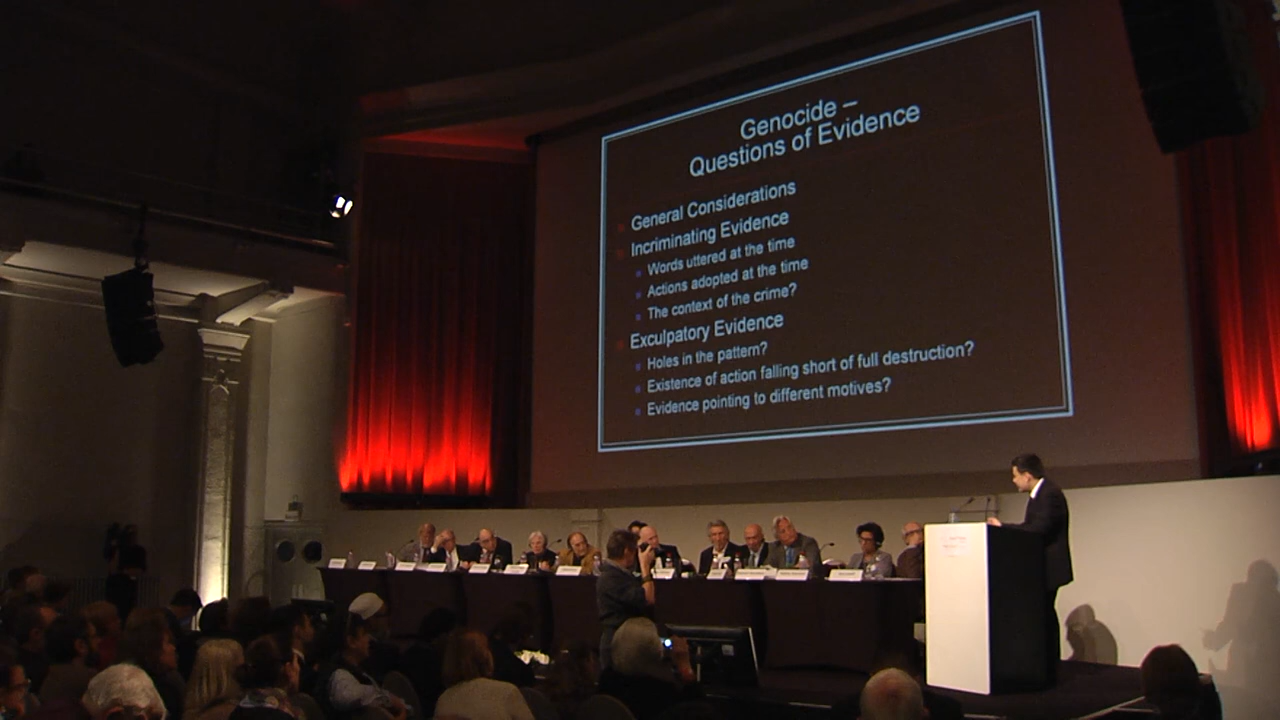 Genocide –
Questions of Evidence
General Considerations
Incriminating Evidence
Words uttered at the time
Actions adopted at the time
The context of the crime?
Exculpatory Evidence
Holes in the pattern?
Existence of action falling short of full destruction?
Evidence pointing to different motives?